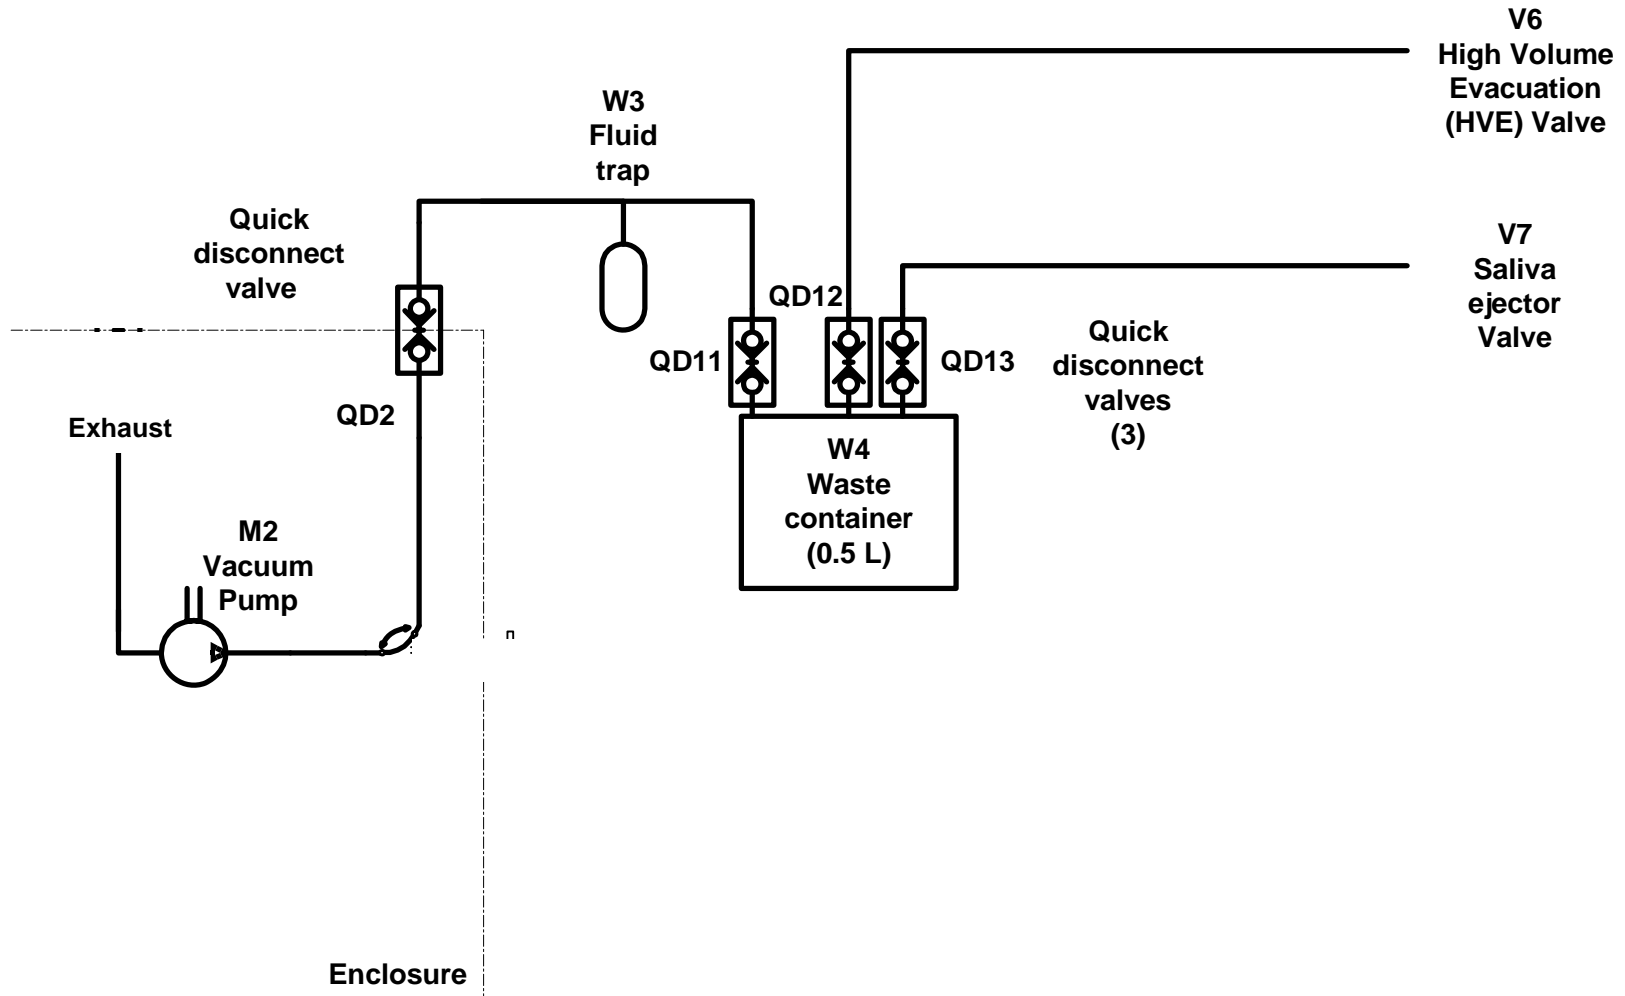 V6
High Volume
Evacuation
(HVE) Valve
W3
Fluid
trap
Quick
disconnect
valve
V7
Saliva
ejector
Valve
QD12
QD11
QD13
Quick
disconnect
valves
(3)
QD2
Exhaust
W4
Waste
container
(0.5 L)
M2
Vacuum
Pump
Enclosure